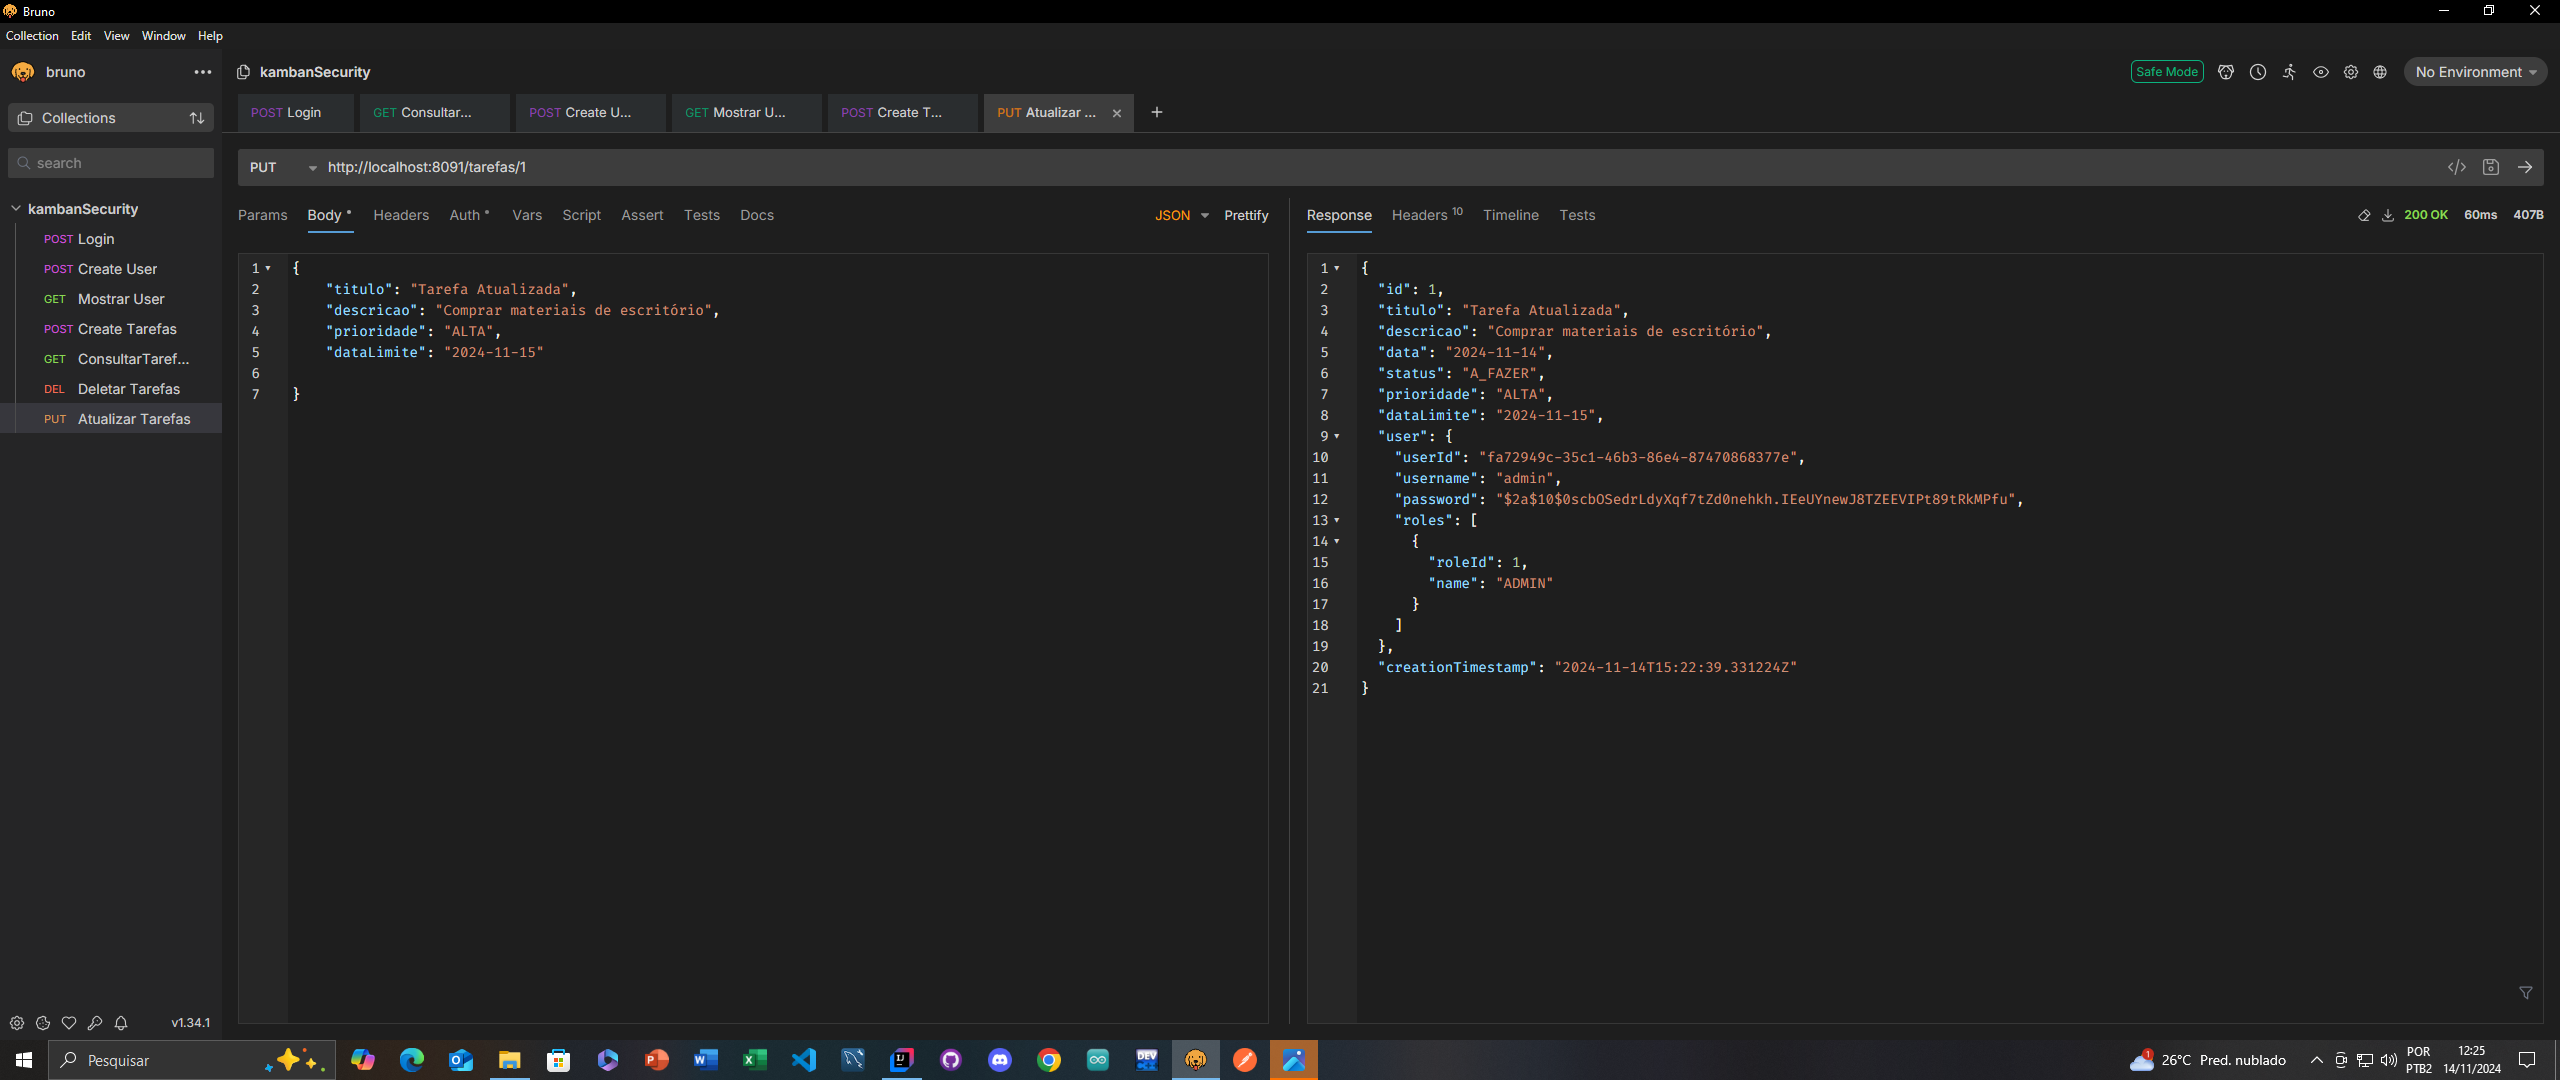 Bruno
Collection Edit View Window Help
bruno
kambanSecurity
Safe Mode
No Environment
Collections
POST Login
GET Consultar...
POST Create U...
GET Mostrar U...
POST Create T...
PUT Atualizar ...
search
PUT http://localhost:8091/tarefas/1
kambanSecurity
POST Login
POST Create User
GET Mostrar User
POST Create Tarefas
GET ConsultarTaref...
DEL Deletar Tarefas
PUT Atualizar Tarefas
Params Body Headers Auth Vars Script Assert Tests Docs
JSON Prettify
1 {
2 "titulo": "Tarefa Atualizada",
3 "descricao": "Comprar materiais de escritório",
4 "prioridade": "ALTA",
5 "dataLimite": "2024-11-15"
6
7 }
Response Headers 10 Timeline Tests
200 OK 60ms 407B
1 {
2 "id": 1,
3 "titulo": "Tarefa Atualizada",
4 "descricao": "Comprar materiais de escritório",
5 "data": "2024-11-14",
6 "status": "A_FAZER",
7 "prioridade": "ALTA",
8 "dataLimite": "2024-11-15",
9 "user": {
10 "userId": "fa72949c-35c1-46b3-86e4-87470868377e",
11 "username": "admin",
12 "password": "$2a$10$0scbOSedrLdyXqf7tZd0nehkh.IEeUYnewJ8TZEEVIPt89tRkMPfu",
13 "roles": [
14 {
15 "roleId": 1,
16 "name": "ADMIN"
17 }
18 ]
19 },
20 "creationTimestamp": "2024-11-14T15:22:39.331224Z"
21 }
v1.34.1
Pesquisar
26°C Pred. nublado
POR
PTB2
12:25
14/11/2024